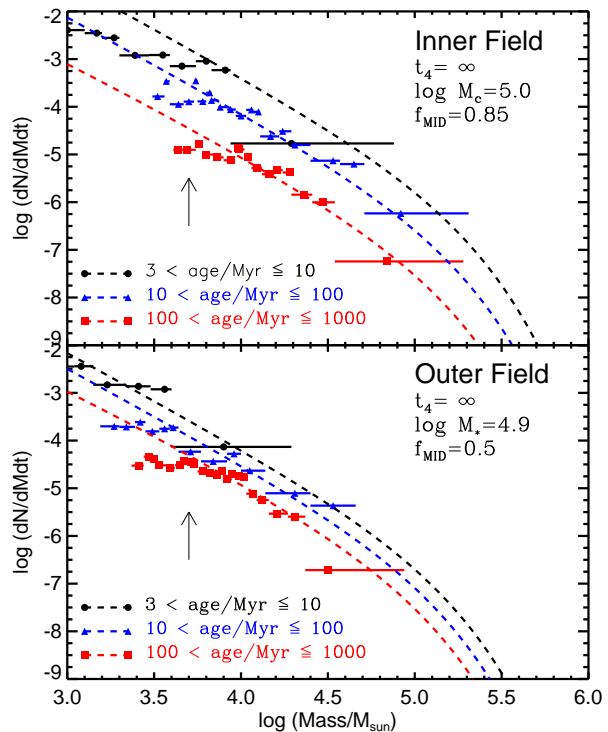 -2
-3
-4
-5
-6
-7
-8
-9
log (dN/dMdt)
Inner Field
t₄= ∞
log M_c=5.0
f_MID=0.85
3 < age/Myr ≦ 10
10 < age/Myr ≦ 100
100 < age/Myr ≦ 1000
-2
-3
-4
-5
-6
-7
-8
-9
log (dN/dMdt)
Outer Field
t₄= ∞
log M_*=4.9
f_MID=0.5
3 < age/Myr ≦ 10
10 < age/Myr ≦ 100
100 < age/Myr ≦ 1000
3.0 3.5 4.0 4.5 5.0 5.5 6.0
log (Mass/M_sun)